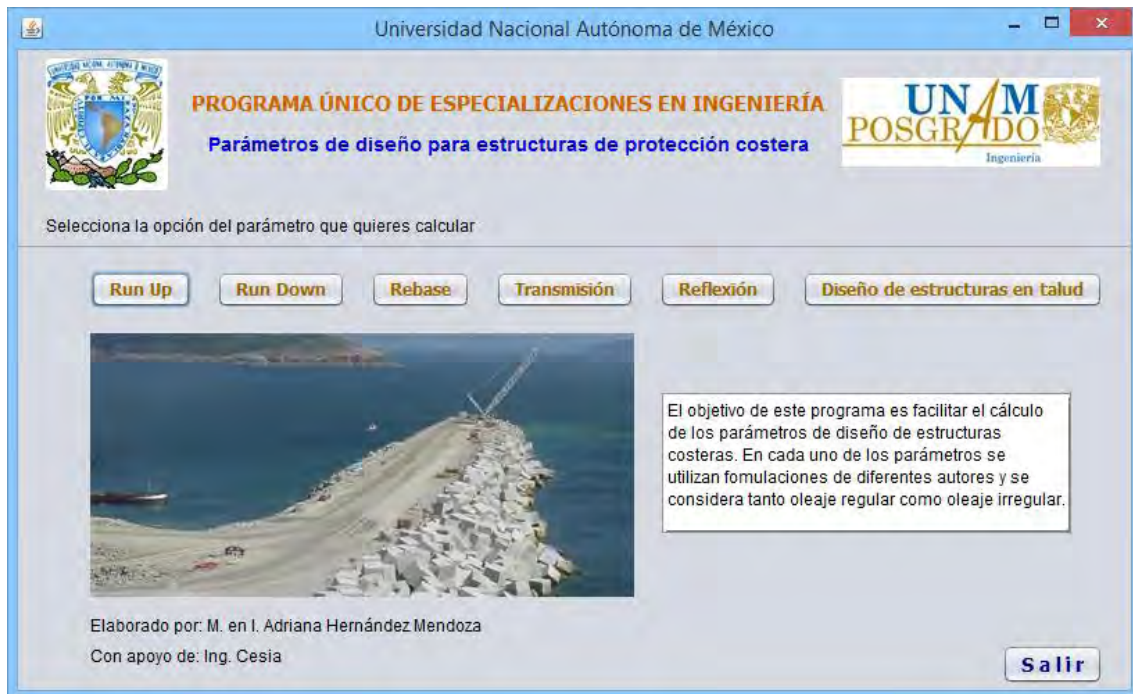 Universidad Nacional Autónoma de México
PROGRAMA ÚNICO DE ESPECIALIZACIONES EN INGENIERÍA
Parámetros de diseño para estructuras de protección costera
UNAM
POSGRADO
Ingeniería
Selecciona la opción del parámetro que quieres calcular
Run Up Run Down Rebase Transmisión Reflexión Diseño de estructuras en talud
El objetivo de este programa es facilitar el cálculo
de los parámetros de diseño de estructuras
costeras. En cada uno de los parámetros se
utilizan fomulaciones de diferentes autores y se
considera tanto oleaje regular como oleaje irregular.
Elaborado por: M. en I. Adriana Hernández Mendoza
Con apoyo de: Ing. Cesia
Salir